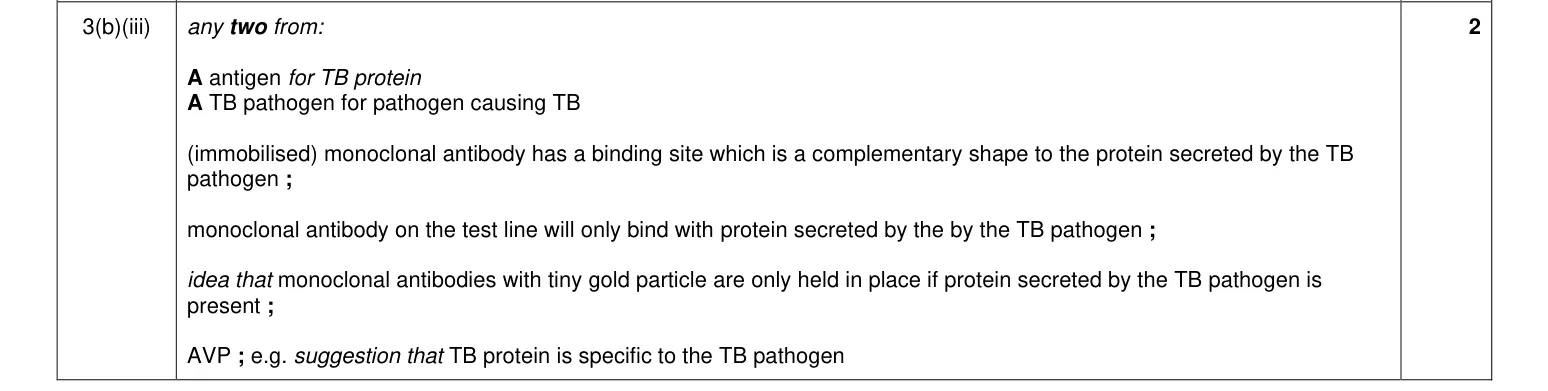 3(b)(iii) any two from: 2
A antigen for TB protein
A TB pathogen for pathogen causing TB
(immobilised) monoclonal antibody has a binding site which is a complementary shape to the protein secreted by the TB
pathogen ;
monoclonal antibody on the test line will only bind with protein secreted by the by the TB pathogen ;
idea that monoclonal antibodies with tiny gold particle are only held in place if protein secreted by the TB pathogen is
present ;
AVP ; e.g. suggestion that TB protein is specific to the TB pathogen